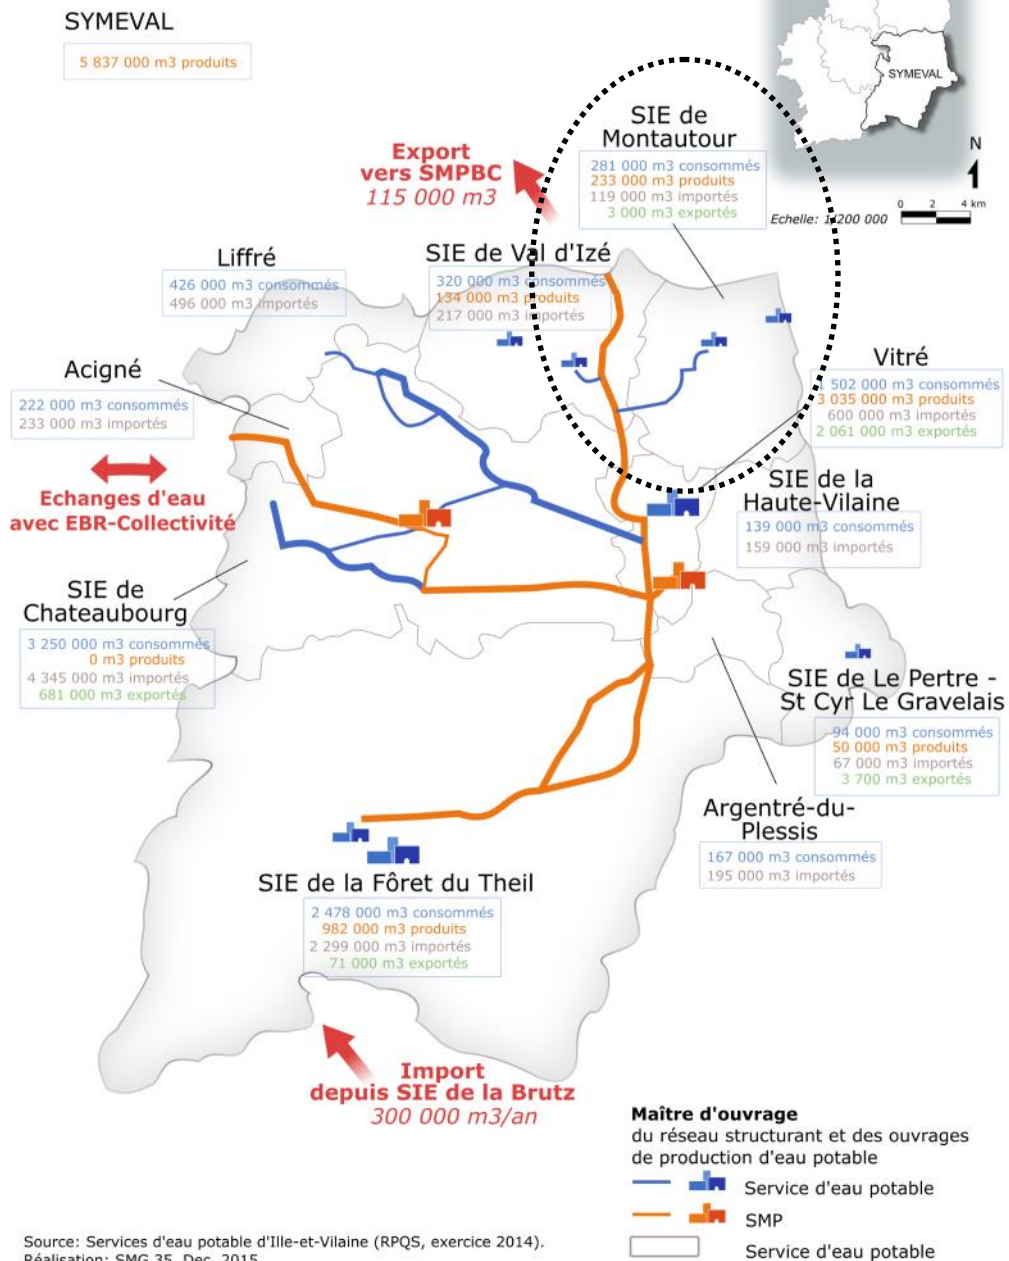 SYMEVAL
5 837 000 m3 produits
SYMEVAL
N
0 2 4 km
Echelle: 1/200 000
SIE de
Montautour
281 000 m3 consommés
233 000 m3 produits
119 000 m3 importés
3 000 m3 exportés
Export
vers SMPBC
115 000 m3
Liffré
426 000 m3 consommés
496 000 m3 importés
SIE de Val d'Izé
320 000 m3 consommés
134 000 m3 produits
217 000 m3 importés
Acigné
222 000 m3 consommés
233 000 m3 importés
Vitré
1 502 000 m3 consommés
3 035 000 m3 produits
600 000 m3 importés
2 061 000 m3 exportés
Echanges d'eau
avec EBR-Collectivité
SIE de la
Haute-Vilaine
139 000 m3 consommés
159 000 m3 importés
SIE de
Chateaubourg
3 250 000 m3 consommés
0 m3 produits
4 345 000 m3 importés
681 000 m3 exportés
SIE de Le Pertre -
St Cyr Le Gravelais
94 000 m3 consommés
50 000 m3 produits
67 000 m3 importés
3 700 m3 exportés
Argentré-du-
Plessis
167 000 m3 consommés
195 000 m3 importés
SIE de la Fôret du Theil
2 478 000 m3 consommés
982 000 m3 produits
2 299 000 m3 importés
71 000 m3 exportés
Import
depuis SIE de la Brutz
300 000 m3/an
Maître d'ouvrage
du réseau structurant et des ouvrages
de production d'eau potable
Service d'eau potable
SMP
Service d'eau potable
Source: Services d'eau potable d'Ille-et-Vilaine (RPQS, exercice 2014).
Réalisation: SMG 35, Dec. 2015